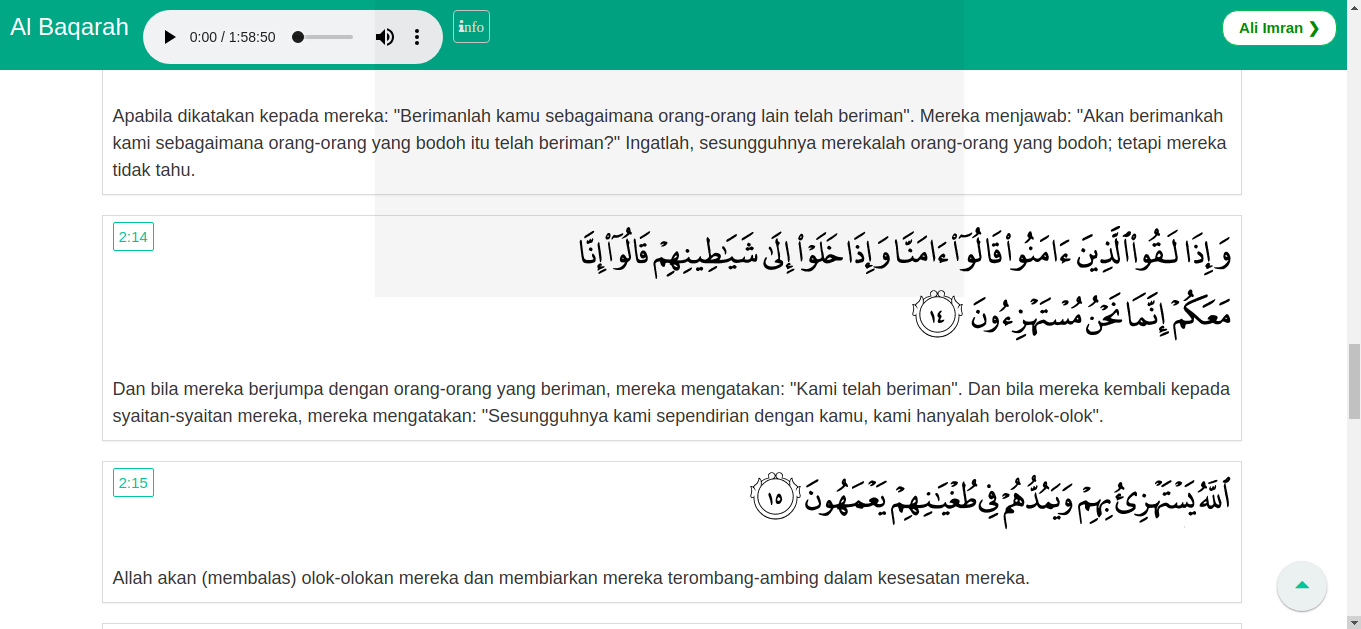 Al Baqarah
0:00 / 1:58:50
info
Ali Imran ❯
Apabila dikatakan kepada mereka: "Berimanlah kamu sebagaimana orang-orang lain telah beriman". Mereka menjawab: "Akan berimankah
kami sebagaimana orang-orang yang bodoh itu telah beriman?" Ingatlah, sesungguhnya merekalah orang-orang yang bodoh; tetapi mereka
tidak tahu.
2:14
وَإِذَا لَقُوا۟ ٱلَّذِينَ ءَامَنُوا۟ قَالُوٓا۟ ءَامَنَّا وَإِذَا خَلَوْا۟ إِلَىٰ شَيَـٰطِينِهِمْ قَالُوٓا۟ إِنَّا
مَعَكُمْ إِنَّمَا نَحْنُ مُسْتَهْزِءُونَ ١٤
Dan bila mereka berjumpa dengan orang-orang yang beriman, mereka mengatakan: "Kami telah beriman". Dan bila mereka kembali kepada
syaitan-syaitan mereka, mereka mengatakan: "Sesungguhnya kami sependirian dengan kamu, kami hanyalah berolok-olok".
2:15
ٱللَّهُ يَسْتَهْزِئُ بِهِمْ وَيَمُدُّهُمْ فِى طُغْيَـٰنِهِمْ يَعْمَهُونَ ١٥
Allah akan (membalas) olok-olokan mereka dan membiarkan mereka terombang-ambing dalam kesesatan mereka.